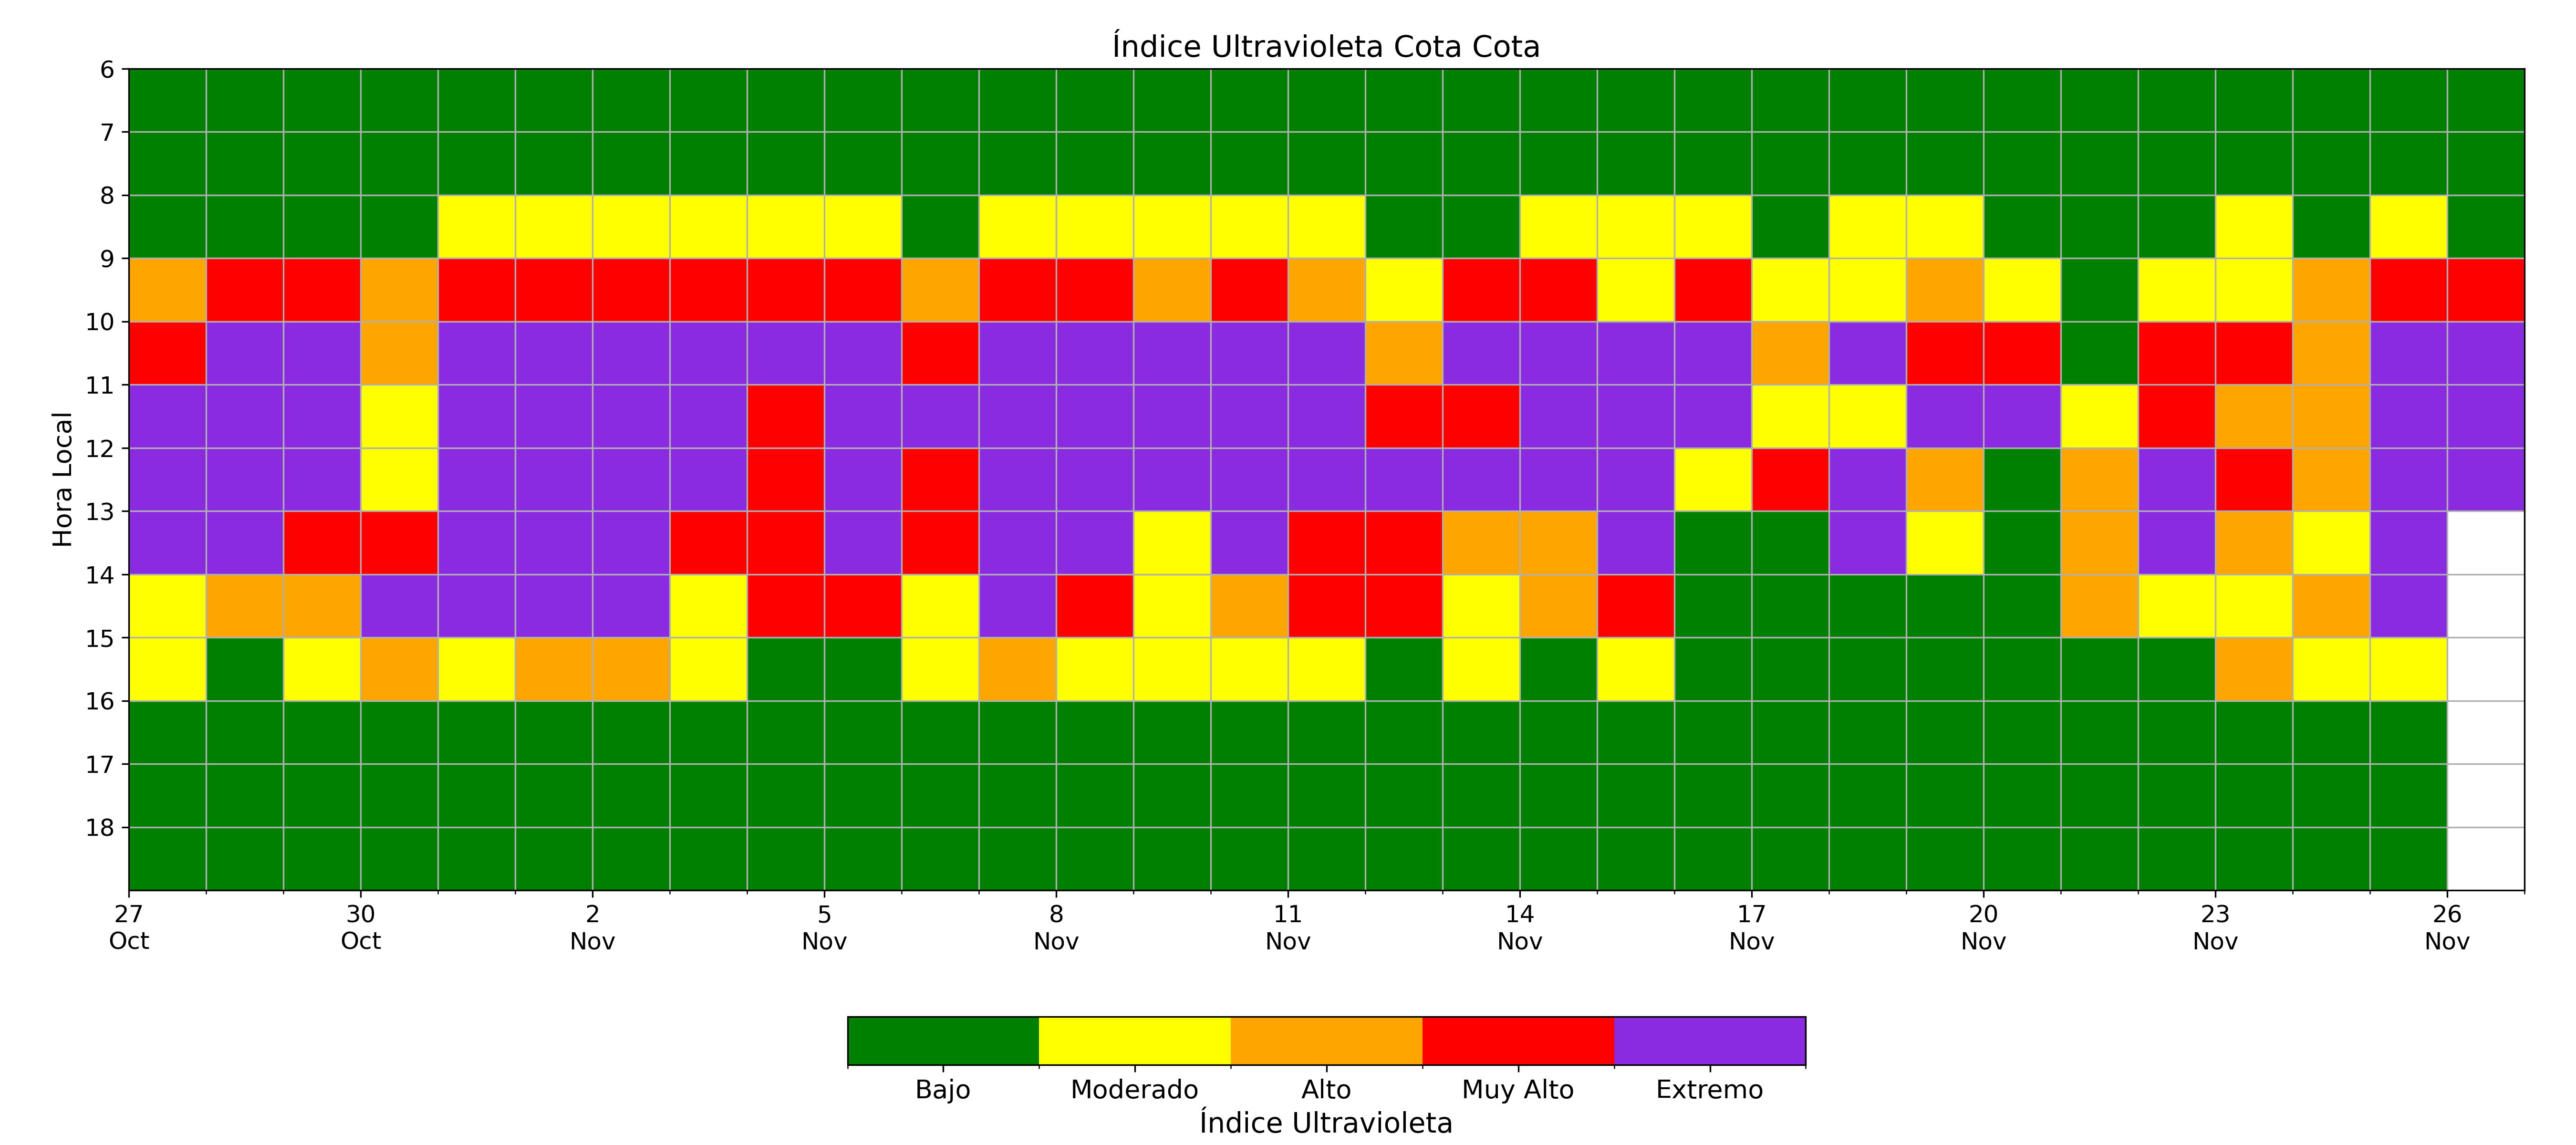 Índice Ultravioleta Cota Cota
Hora Local
6
7
8
9
10
11
12
13
14
15
16
17
18
27 30 2 5 8 11 14 17 20 23 26
Oct Oct Nov Nov Nov Nov Nov Nov Nov Nov Nov
Bajo Moderado Alto Muy Alto Extremo
Índice Ultravioleta